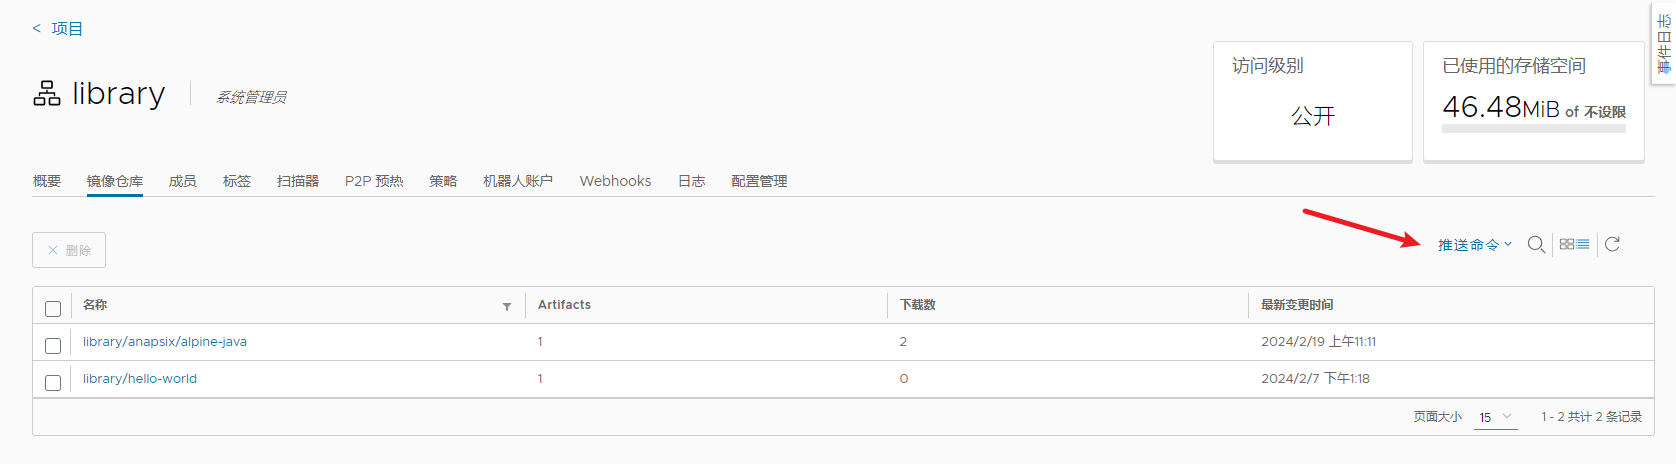 < 项目
library 系统管理员
访问级别
公开
已使用的存储空间
46.48MiB of 不设限
事件日志
概要 镜像仓库 成员 标签 扫描器 P2P 预热 策略 机器人账户 Webhooks 日志 配置管理
删除 推送命令
名称 Artifacts 下载数 最新变更时间
library/anapsix/alpine-java 1 2 2024/2/19 上午11:11
library/hello-world 1 0 2024/2/7 下午1:18
页面大小 15 1 - 2 共计 2 条记录